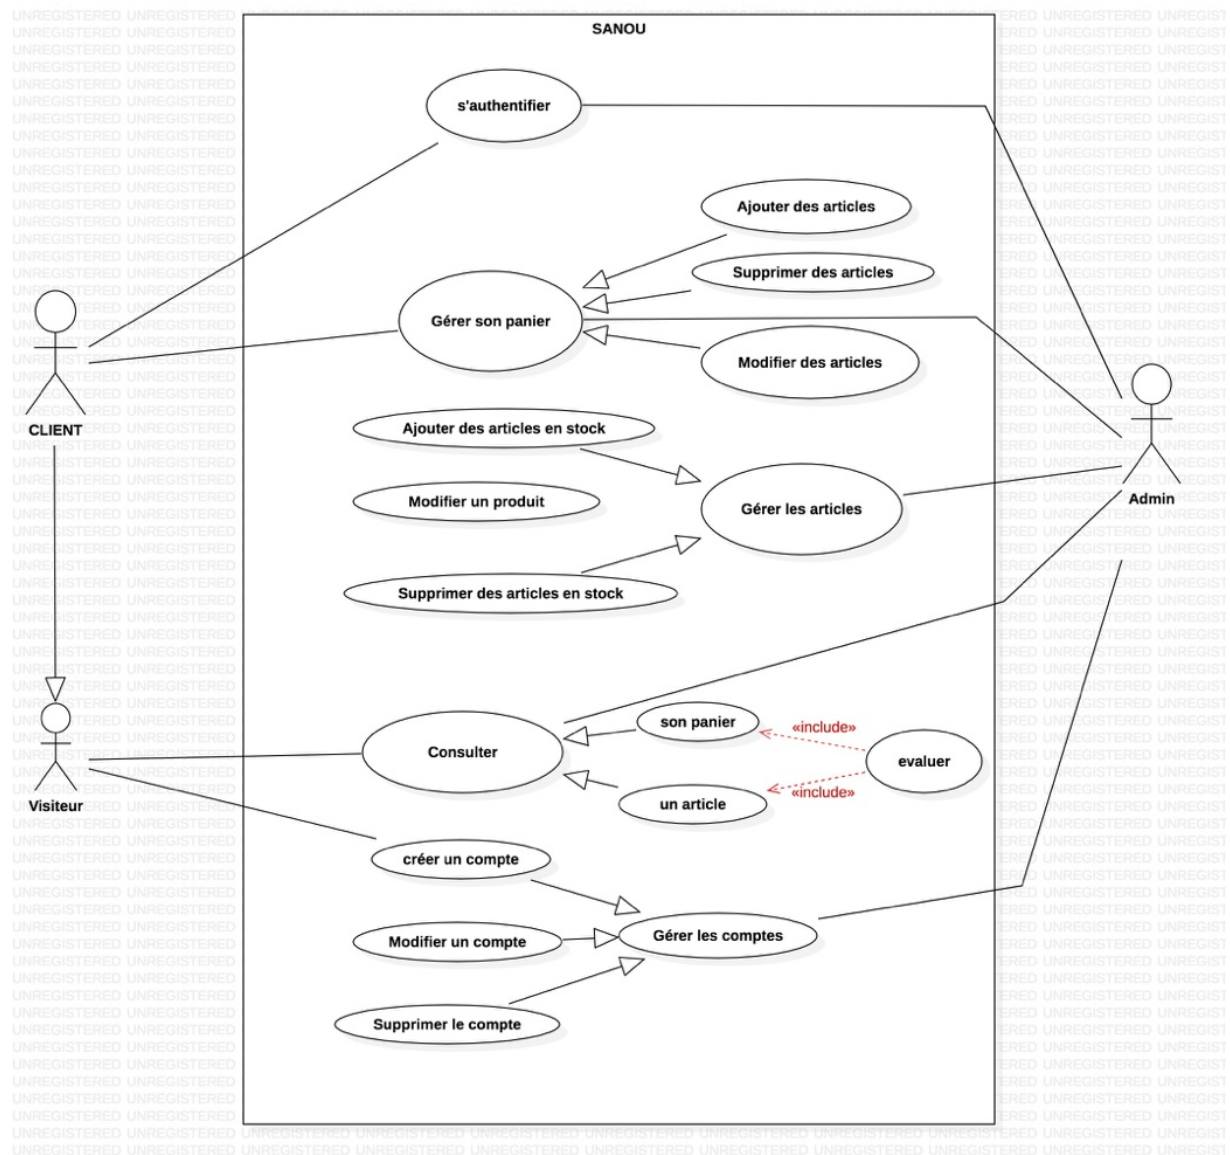 SANOU
s'authentifier
Ajouter des articles
Supprimer des articles
Gérer son panier
Modifier des articles
CLIENT
Ajouter des articles en stock
Modifier un produit
Gérer les articles
Admin
Supprimer des articles en stock
son panier
«include»
Consulter
evaluer
«include»
un article
Visiteur
créer un compte
Modifier un compte
Gérer les comptes
Supprimer le compte
UNREGISTERED